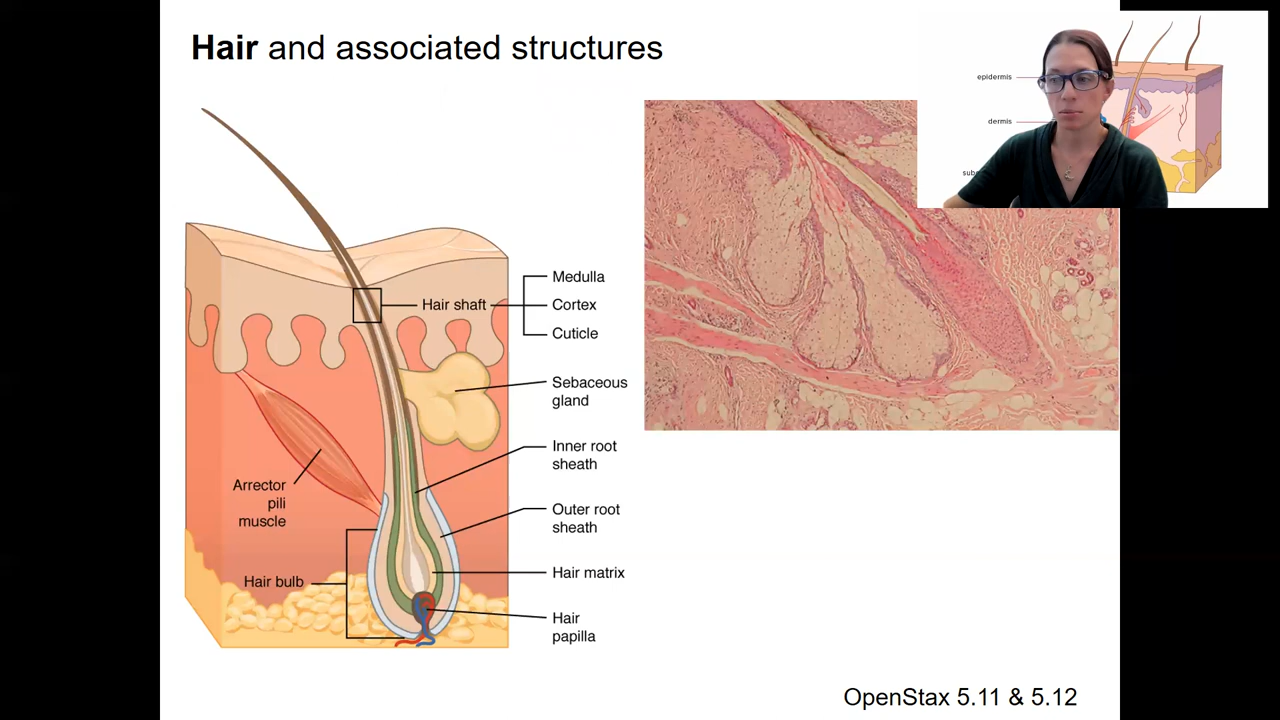 Hair and associated structures
epidermis
dermis
Medulla
Hair shaft
Cortex
Cuticle
Sebaceous
gland
Inner root
sheath
Arrector
pili
muscle
Outer root
sheath
Hair bulb
Hair matrix
Hair
papilla
OpenStax 5.11 & 5.12